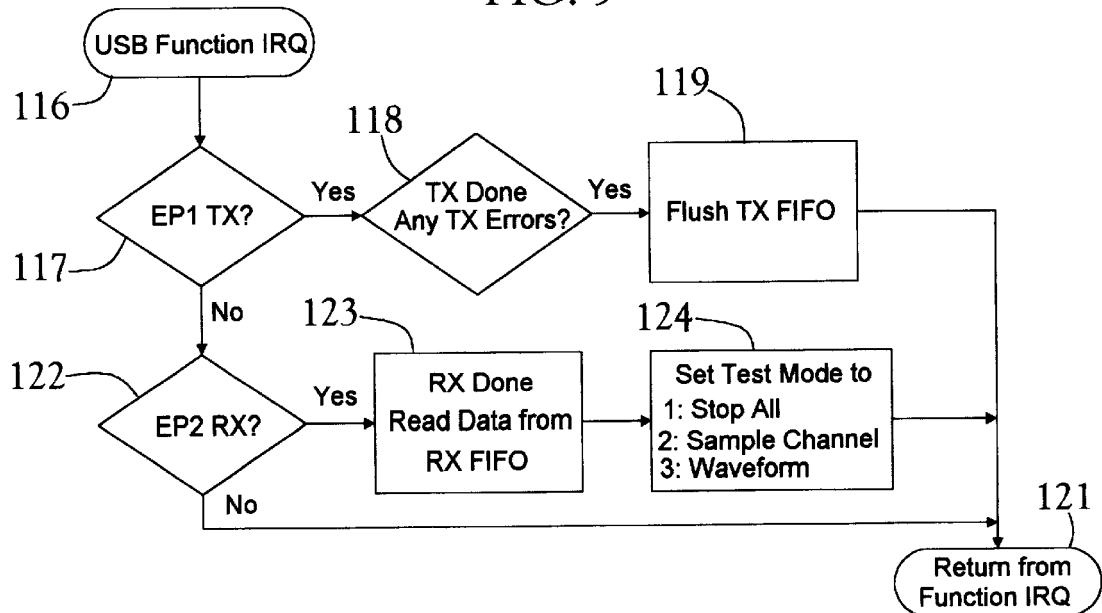 USB Function IRQ
116
EP1 TX?
117
Yes
118
TX Done
Any TX Errors?
Yes
119
Flush TX FIFO
No
122
EP2 RX?
Yes
123
RX Done
Read Data from
RX FIFO
124
Set Test Mode to
1: Stop All
2: Sample Channel
3: Waveform
No
121
Return from
Function IRQ